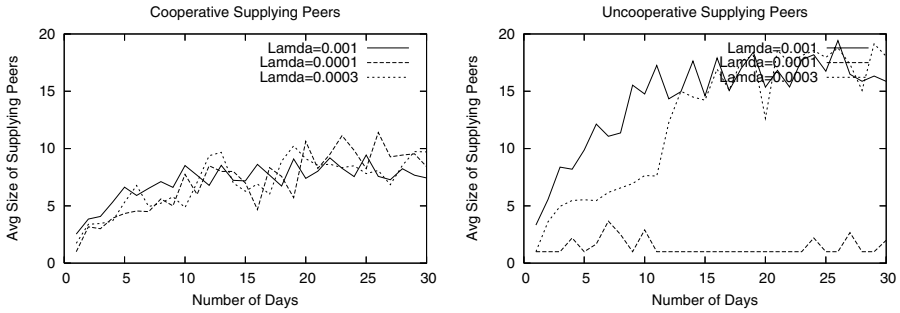 Cooperative Supplying Peers
Avg Size of Supplying Peers
20
15
10
5
0
Lamda=0.001
Lamda=0.0001
Lamda=0.0003
0 5 10 15 20 25 30
Number of Days
Uncooperative Supplying Peers
Avg Size of Supplying Peers
20
15
10
5
0
Lamda=0.001
Lamda=0.0001
Lamda=0.0003
0 5 10 15 20 25 30
Number of Days